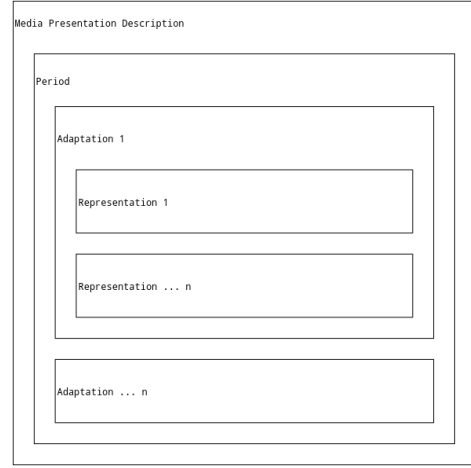 Media Presentation Description
Period
Adaptation 1
Representation 1
Representation ... n
Adaptation ... n